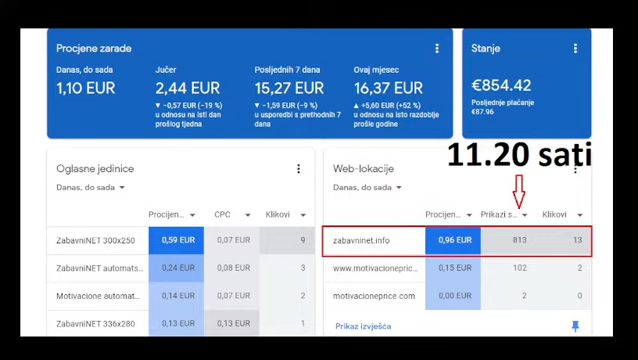 Procjene zarade
Danas, do sada
1,10 EUR
Jučer
2,44 EUR
▼ −0,57 EUR (−19 %)
u odnosu na isti dan
prošlog tjedna
Posljednjih 7 dana
15,27 EUR
▼ −1,59 EUR (−9 %)
u usporedbi s prethodnih 7
dana
Ovaj mjesec
16,37 EUR
▲ +5,60 EUR (+52 %)
u odnosu na isto razdoblje
prošle godine
Stanje
€854.42
Posljednje plaćanje
€87.96
11.20 sati
Oglasne jedinice
Danas, do sada
Procijen... CPC Klikovi
ZabavniNET 300x250 0,59 EUR 0,07 EUR 9
ZabavniNET automats... 0,24 EUR 0,08 EUR 3
Motivacione automat... 0,14 EUR 0,07 EUR 2
ZabavniNET 336x280 0,13 EUR 0,13 EUR 1
Web-lokacije
Danas, do sada
Procijen... Prikazi s... Klikovi
zabavninet.info 0,96 EUR 813 13
www.motivacionepric... 0,15 EUR 102 2
motivacioneprice.com 0,00 EUR 2 0
Prikaz izvješća